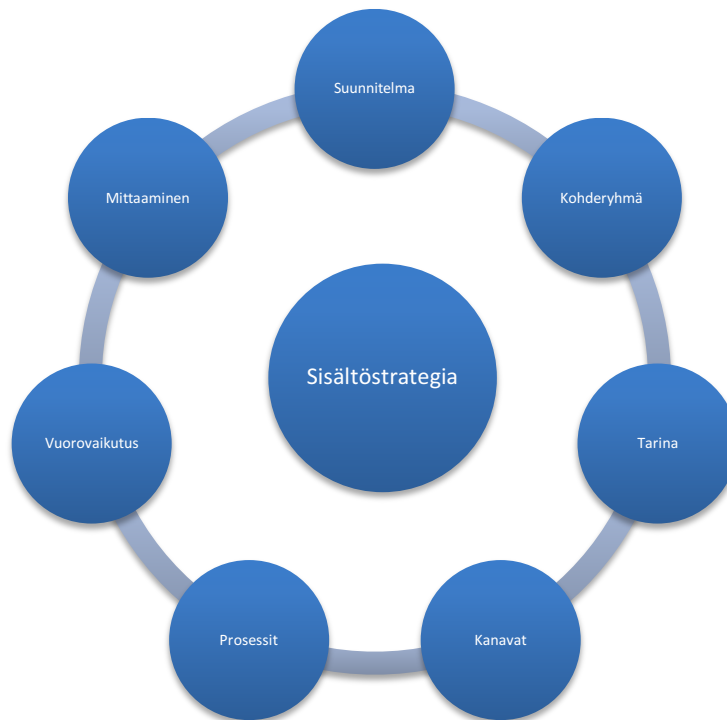 Suunnitelma
Kohderyhmä
Tarina
Kanavat
Prosessit
Vuorovaikutus
Mittaaminen
Sisältöstrategia